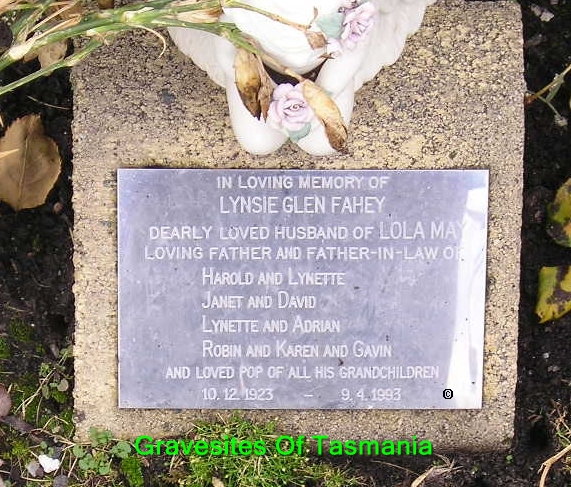 IN LOVING MEMORY OF
LYNSIE GLEN FAHEY
DEARLY LOVED HUSBAND OF LOLA MAY
LOVING FATHER AND FATHER-IN-LAW OF
HAROLD AND LYNETTE
JANET AND DAVID
LYNETTE AND ADRIAN
ROBIN AND KAREN AND GAVIN
AND LOVED POP OF ALL HIS GRANDCHILDREN
10.12.1923 – 9.4.1993 ©
Gravesites Of Tasmania